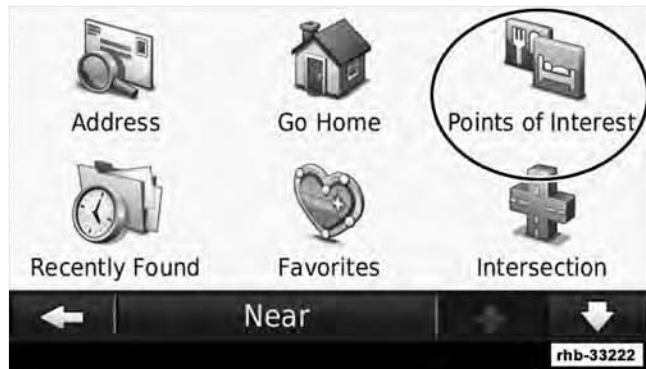 Address
Go Home
Points of Interest
Recently Found
Favorites
Intersection
Near
rhb-33222